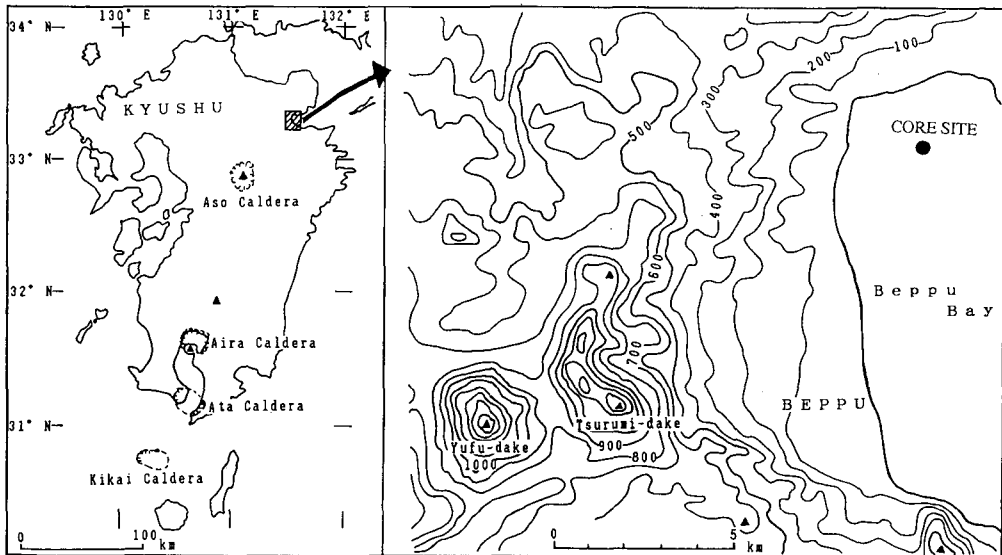 130° E
131° E
132° E
34° N
KYUSHU
33° N
Aso Caldera
32° N
Aira Caldera
Ata Caldera
31° N
Kikai Caldera
0 100
km
100
200
300
CORE SITE
500
400
600
Beppu
Bay
700
BEPPU
Tsurumi-dake
Yufu-dake
900
1000
800
0 5
km